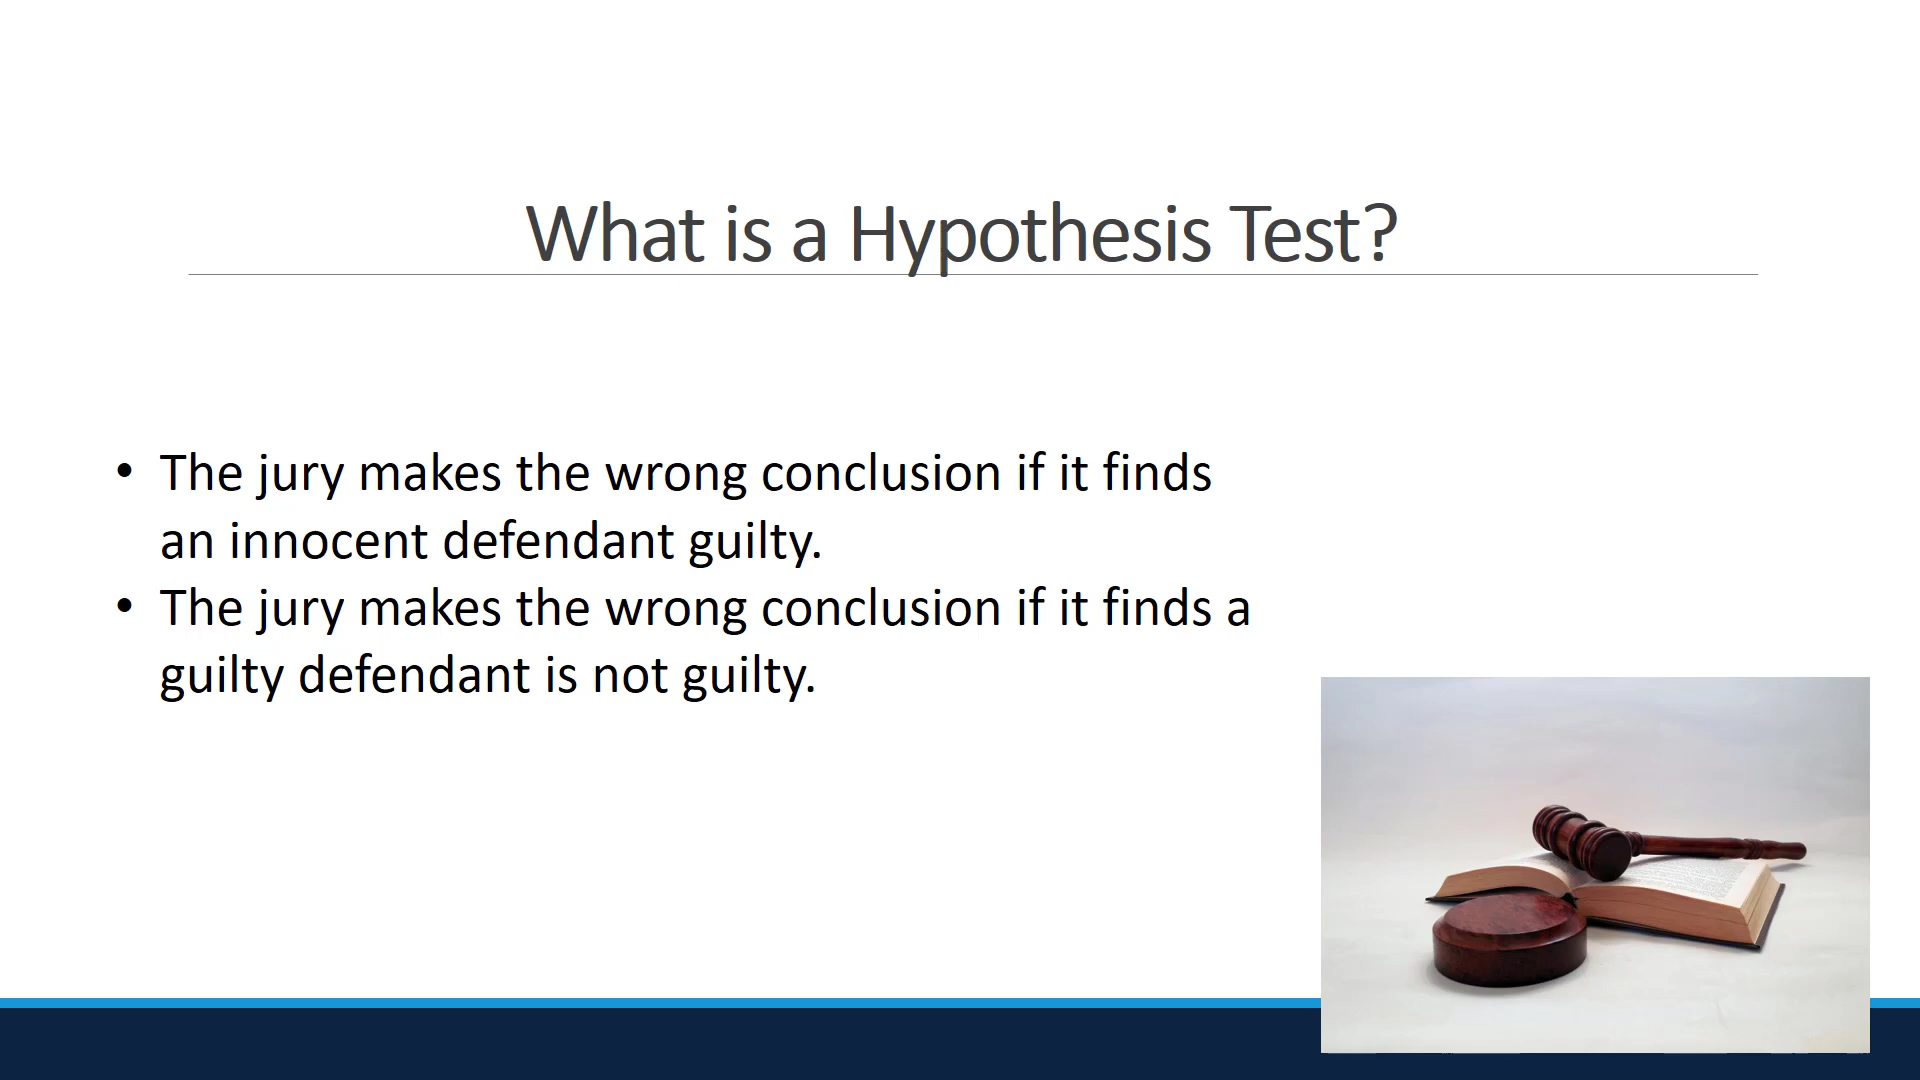 What is a Hypothesis Test?
• The jury makes the wrong conclusion if it finds
an innocent defendant guilty.
• The jury makes the wrong conclusion if it finds a
guilty defendant is not guilty.